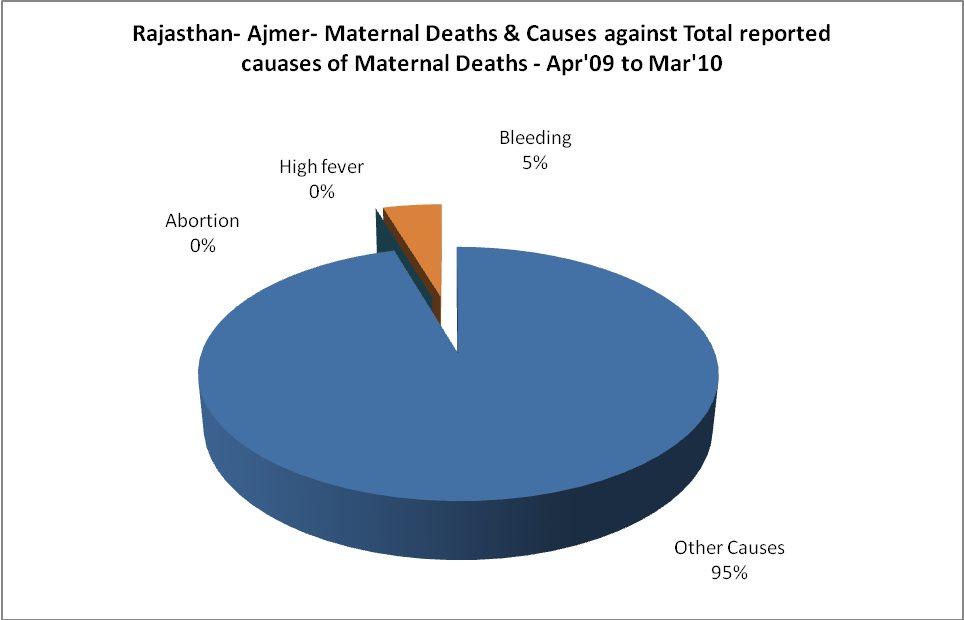 Rajasthan- Ajmer- Maternal Deaths & Causes against Total reported
cauases of Maternal Deaths - Apr'09 to Mar'10
Bleeding
5%
High fever
0%
Abortion
0%
Other Causes
95%